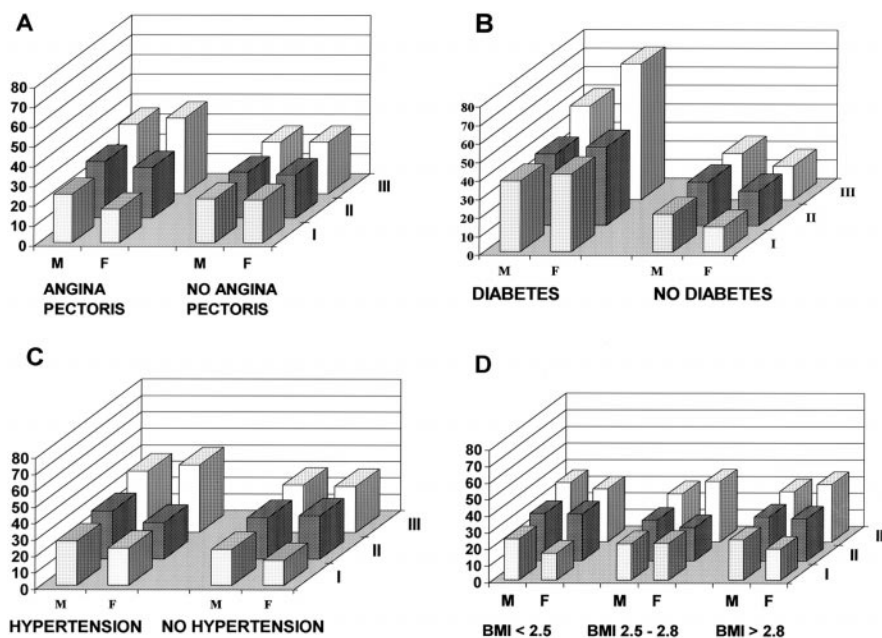 A
80
70
60
50
40
30
20
10
0
III
II
I
M F M F
ANGINA NO ANGINA
PECTORIS PECTORIS
B
80
70
60
50
40
30
20
10
0
III
II
I
M F M F
DIABETES NO DIABETES
C
80
70
60
50
40
30
20
10
0
III
II
I
M F M F
HYPERTENSION NO HYPERTENSION
D
80
70
60
50
40
30
20
10
0
II
II
I
M F M F M F
BMI < 2.5 BMI 2.5 - 2.8 BMI > 2.8